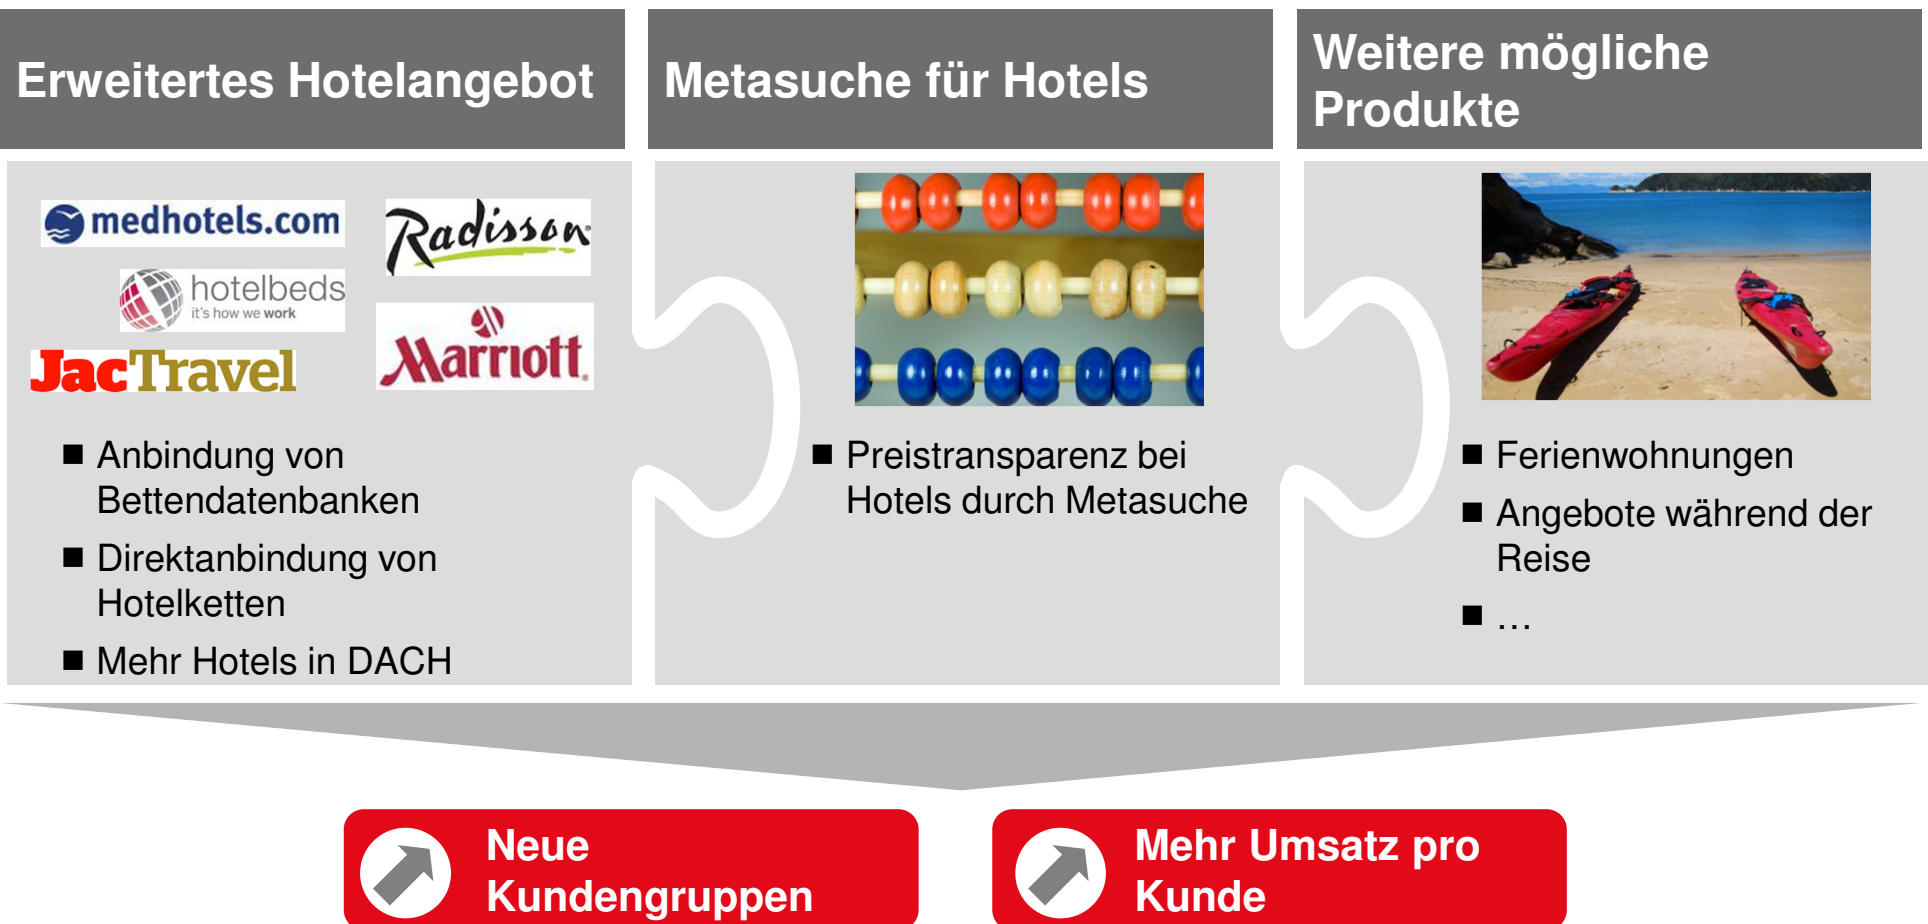 Erweitertes Hotelangebot
Metasuche für Hotels
Weitere mögliche
Produkte
medhotels.com
Radisson
hotelbeds
it's how we work
JacTravel
Marriott.
■ Anbindung von
Bettendatenbanken
■ Direktanbindung von
Hotelketten
■ Mehr Hotels in DACH
■ Preistransparenz bei
Hotels durch Metasuche
■ Ferienwohnungen
■ Angebote während der
Reise
■ …
Neue
Kundengruppen
Mehr Umsatz pro
Kunde